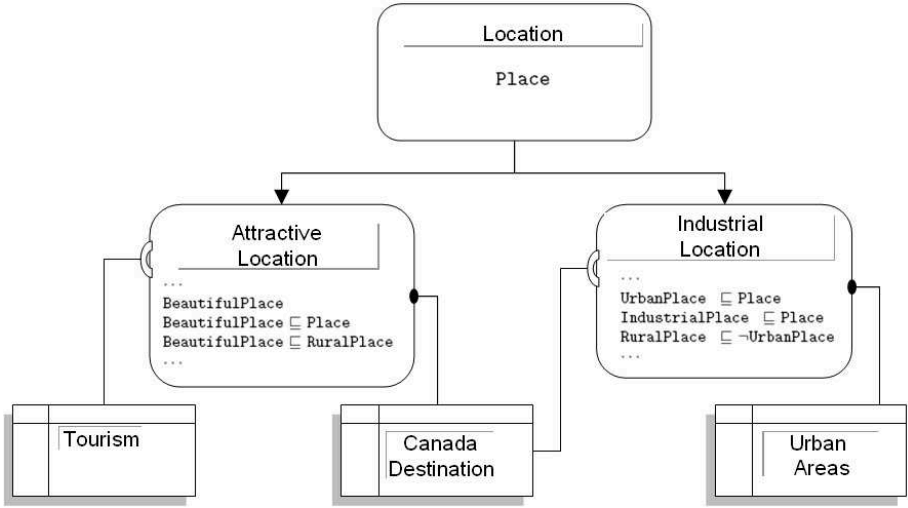 Location
Place
Attractive
Location
...
BeautifulPlace
BeautifulPlace ⊑ Place
BeautifulPlace ⊑ RuralPlace
...
Industrial
Location
...
UrbanPlace ⊑ Place
IndustrialPlace ⊑ Place
RuralPlace ⊑ ¬UrbanPlace
...
Tourism
Canada
Destination
Urban
Areas